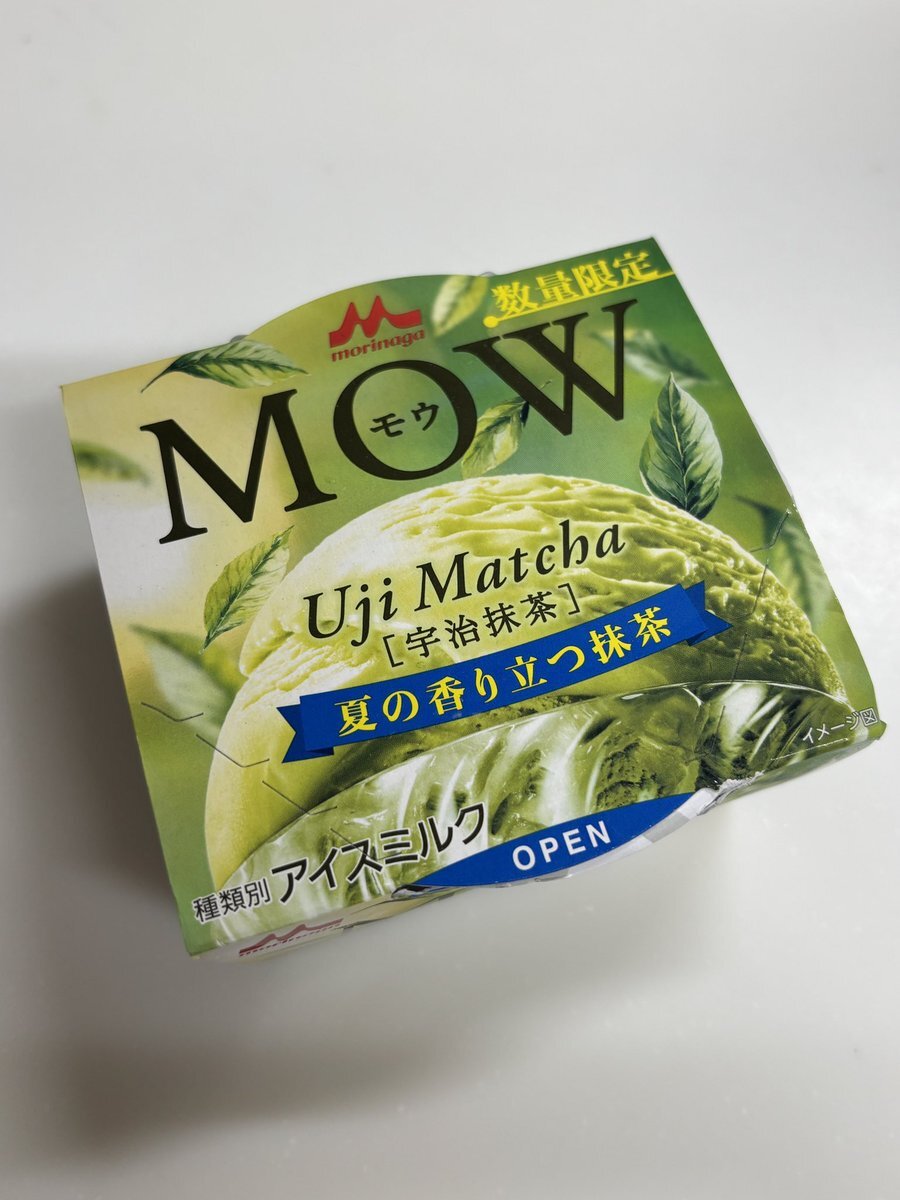 数量限定
morinaga
MOW
モウ
Uji Matcha
[宇治抹茶]
夏の香り立つ抹茶
イメージ図
OPEN
種類別 アイスミルク
morinaga